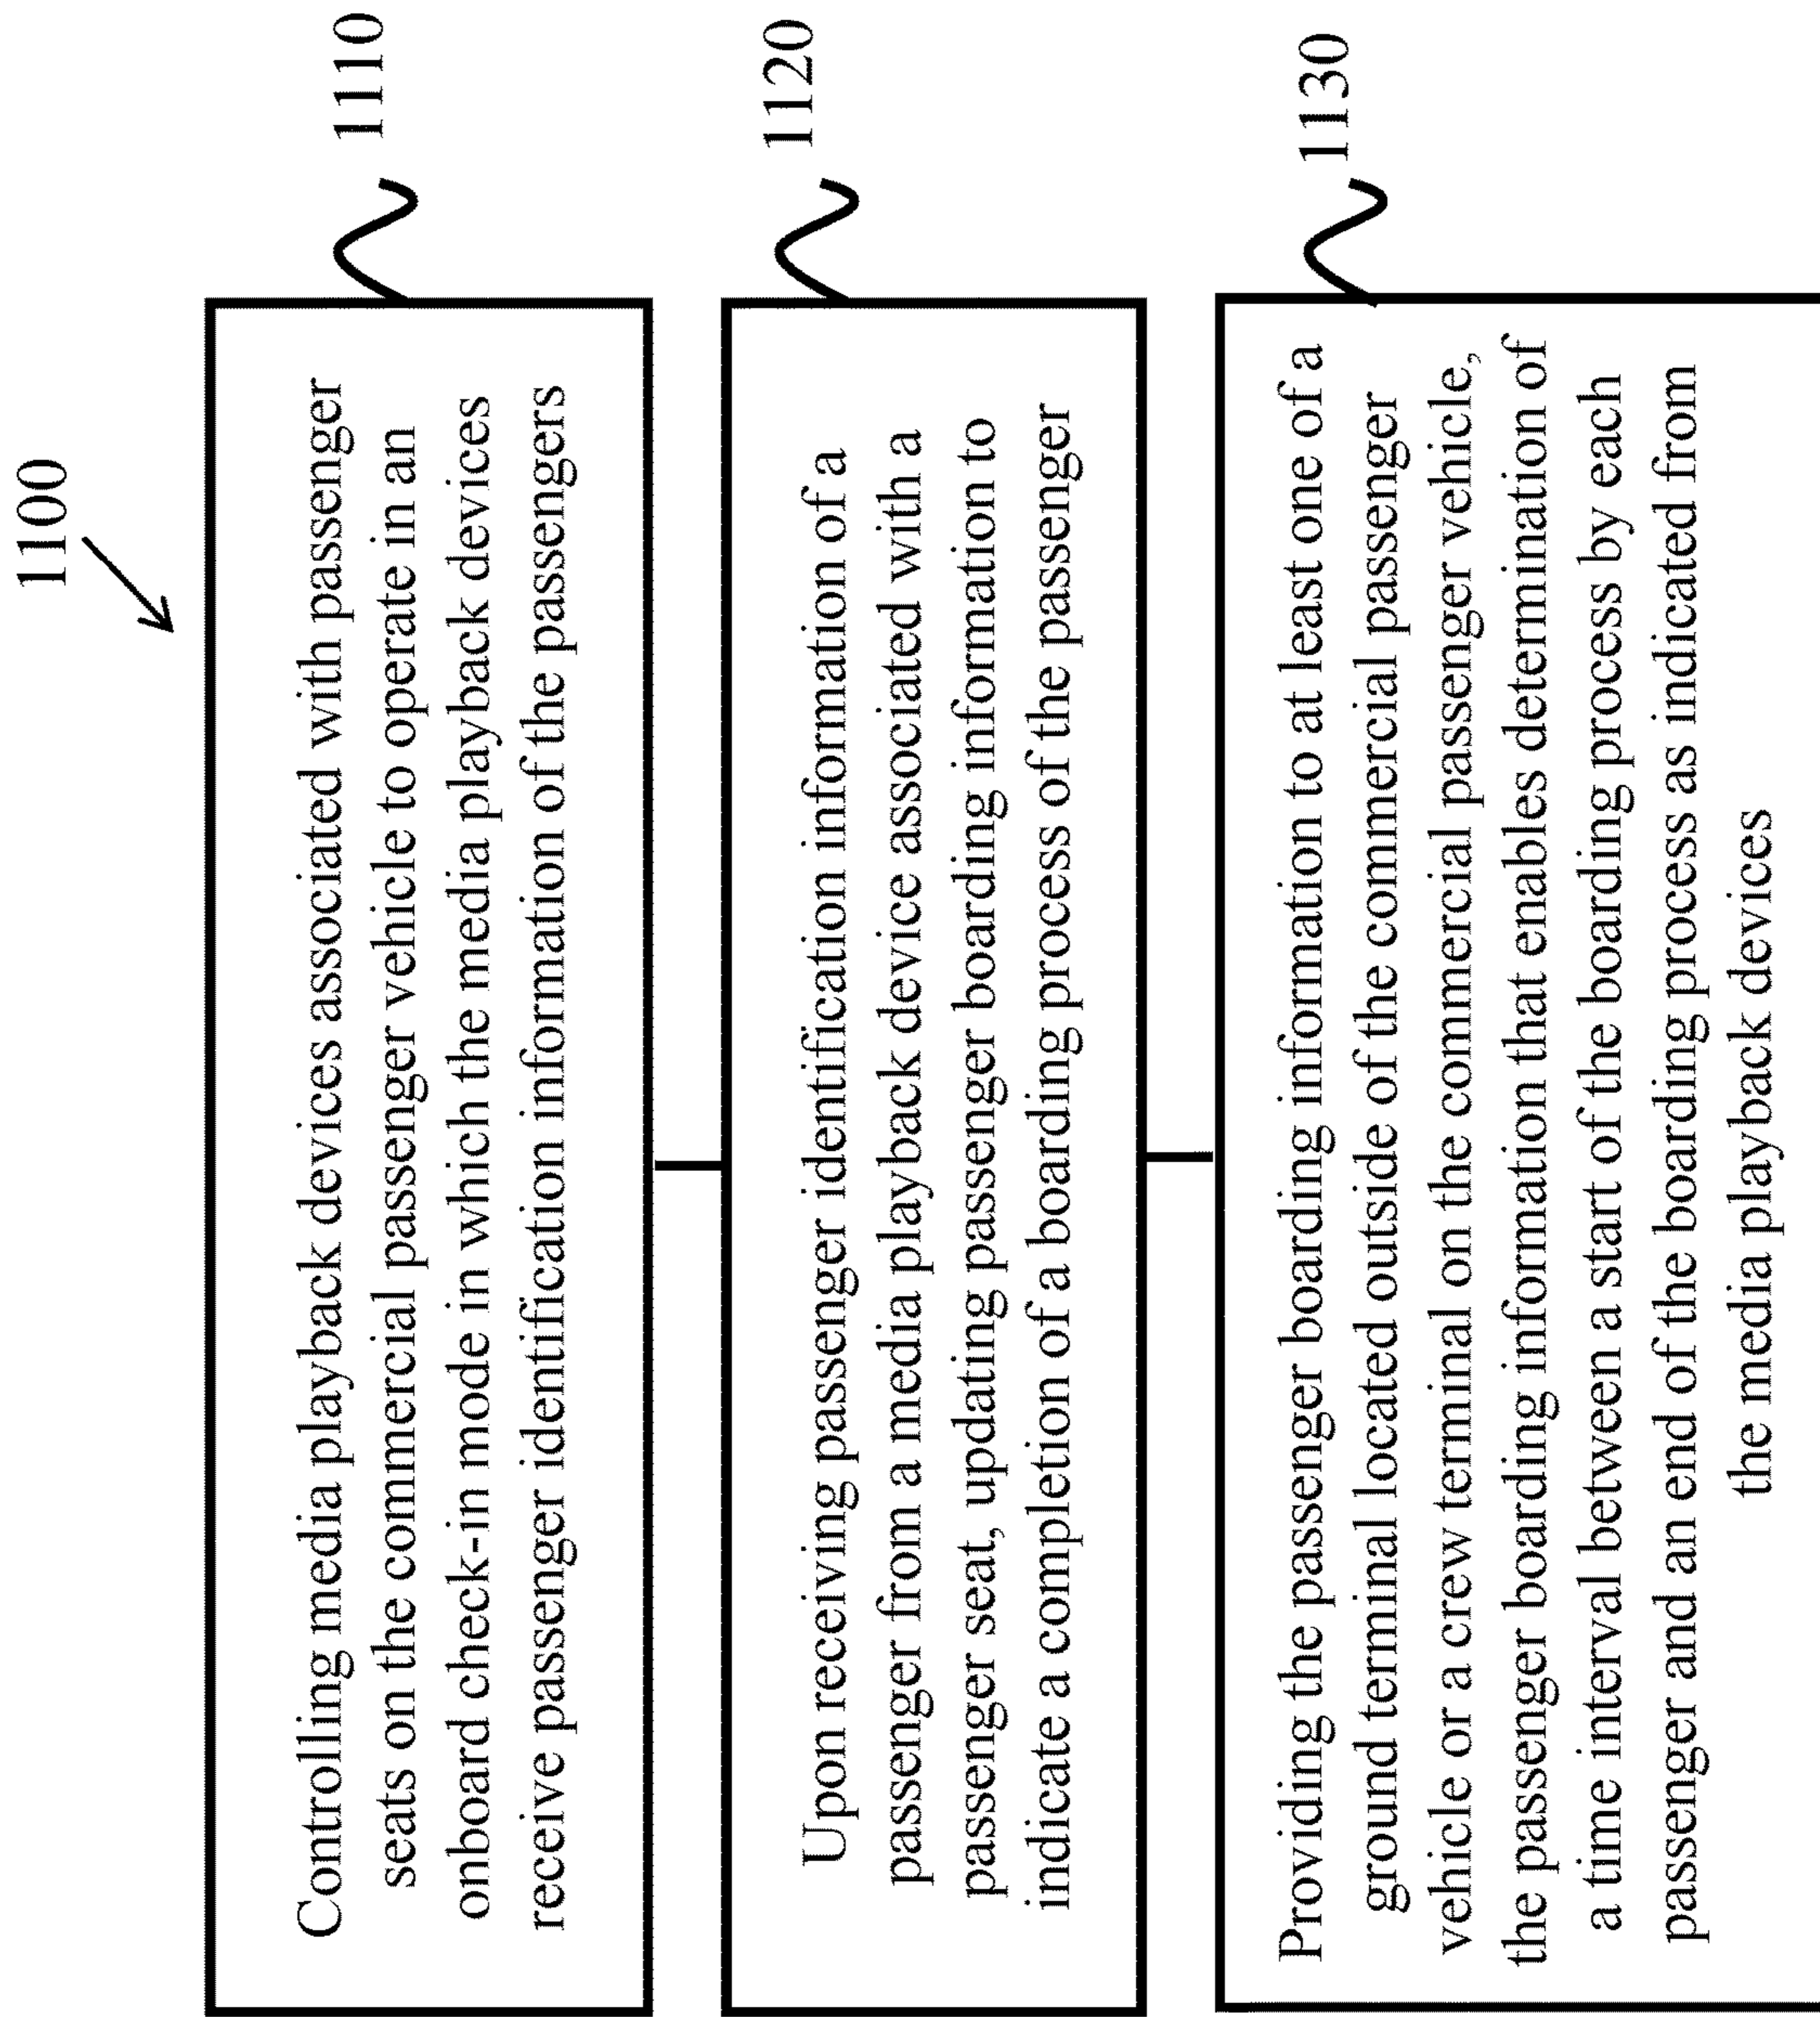 1100
Controlling media playback devices associated with passenger
seats on the commercial passenger vehicle to operate in an
onboard check-in mode in which the media playback devices
receive passenger identification information of the passengers
1110
Upon receiving passenger identification information of a
passenger from a media playback device associated with a
passenger seat, updating passenger boarding information to
indicate a completion of a boarding process of the passenger
1120
Providing the passenger boarding information to at least one of a
ground terminal located outside of the commercial passenger
vehicle or a crew terminal on the commercial passenger vehicle,
the passenger boarding information that enables determination of
a time interval between a start of the boarding process by each
passenger and an end of the boarding process as indicated from
the media playback devices
1130